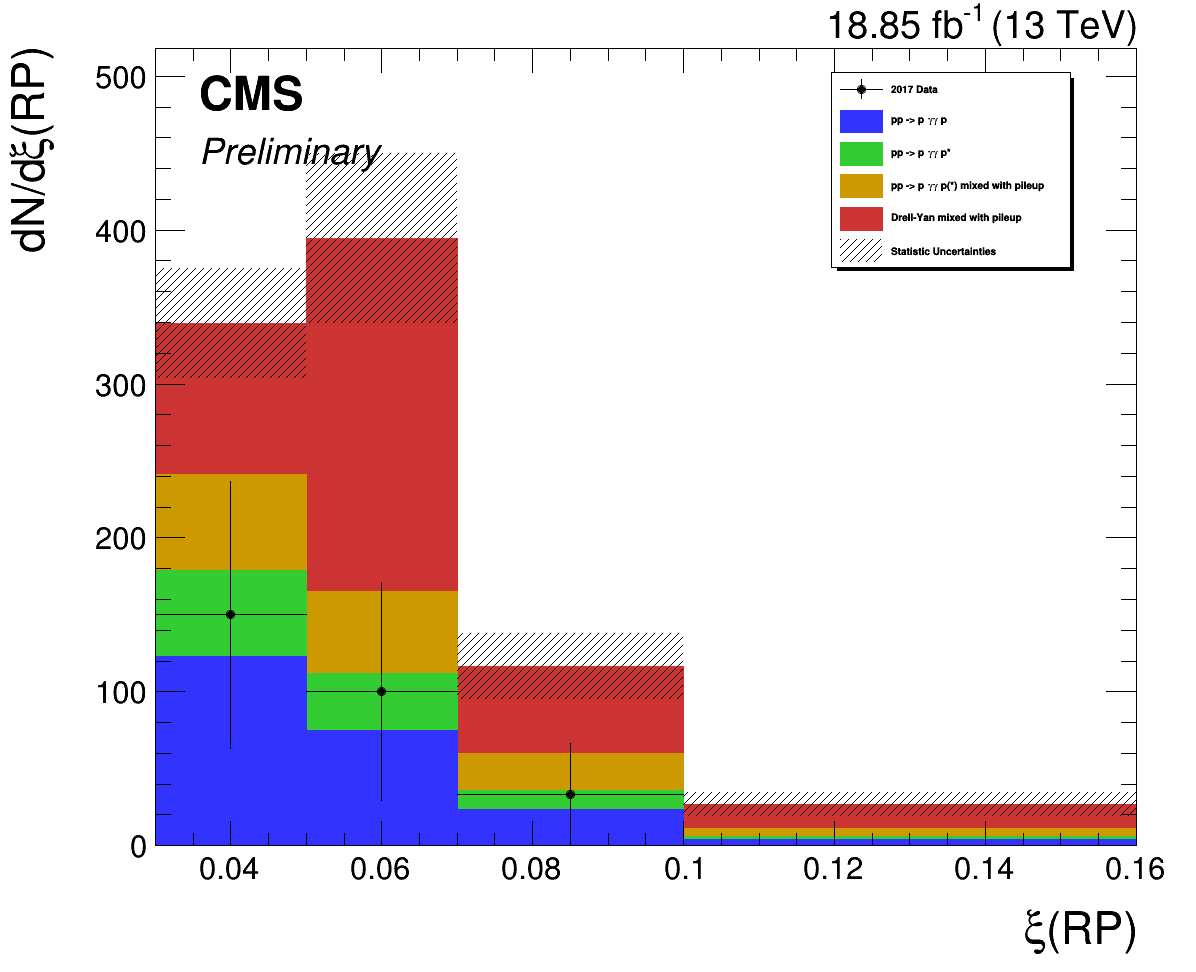 18.85 fb⁻¹ (13 TeV)
dN/dξ(RP)
CMS
Preliminary
2017 Data
pp -> p γγ p
pp -> p γγ p*
pp -> p γγ p(*) mixed with pileup
Drell-Yan mixed with pileup
Statistic Uncertainties
500
400
300
200
100
0
0.04 0.06 0.08 0.1 0.12 0.14 0.16
ξ(RP)